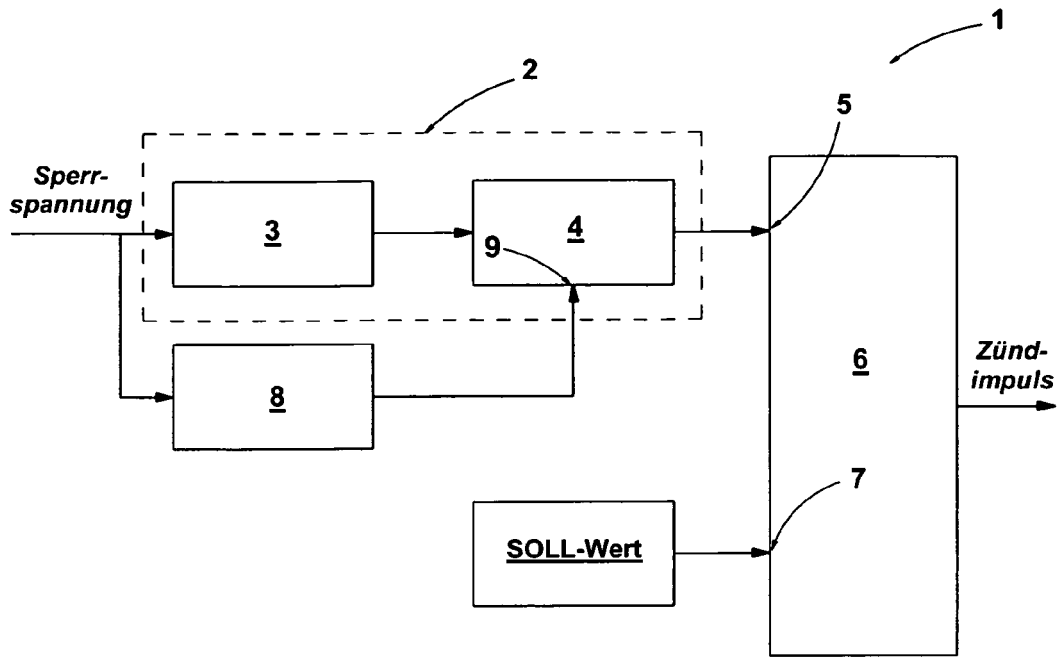 1
2
5
Sperr-
spannung
3
4
9
8
6
Zünd-
impuls
7
SOLL-Wert